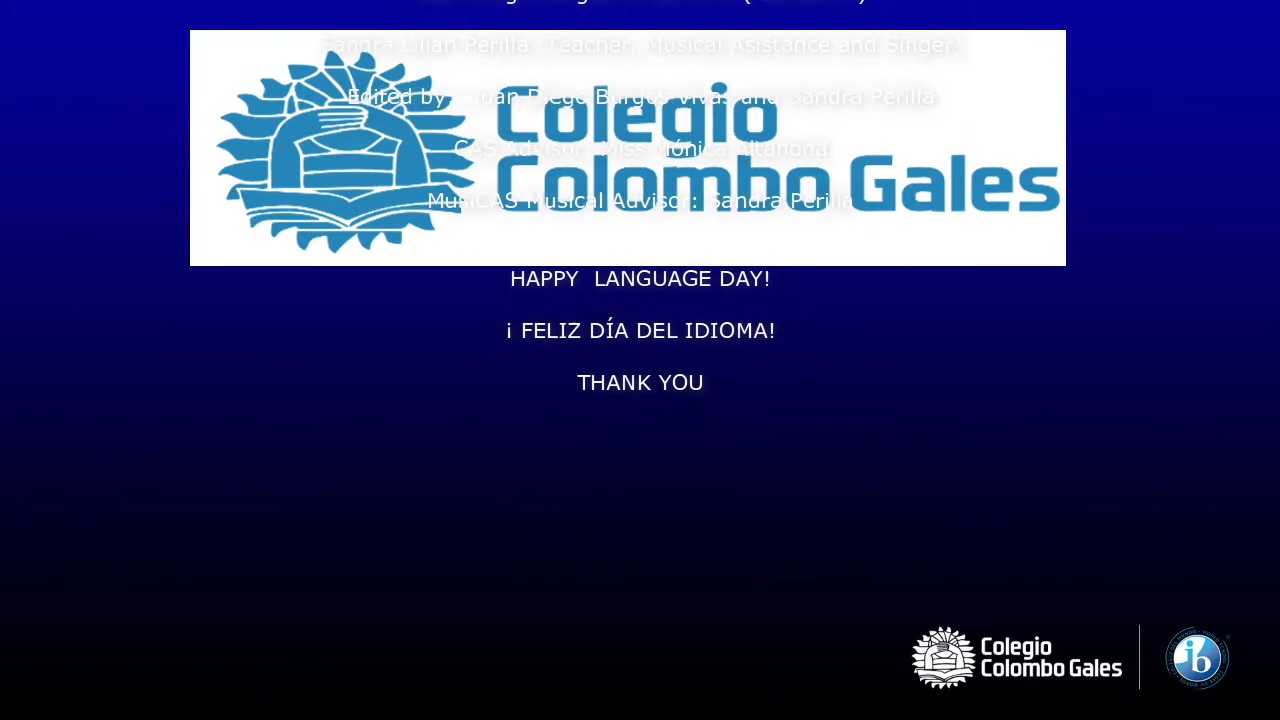 Sandra Lilian Perilla (Teacher, Musical Asistance and Singer)
Edited by : Juan Diego Burgos Vivas and Sandra Perilla
CAS Advisor: Miss Mónica
MusiCAS Musical Advisor: Sandra Perilla
Colegio
Colombo Gales
HAPPY  LANGUAGE DAY!
¡ FELIZ DÍA DEL IDIOMA!
THANK YOU
Colegio
Colombo Gales
ib